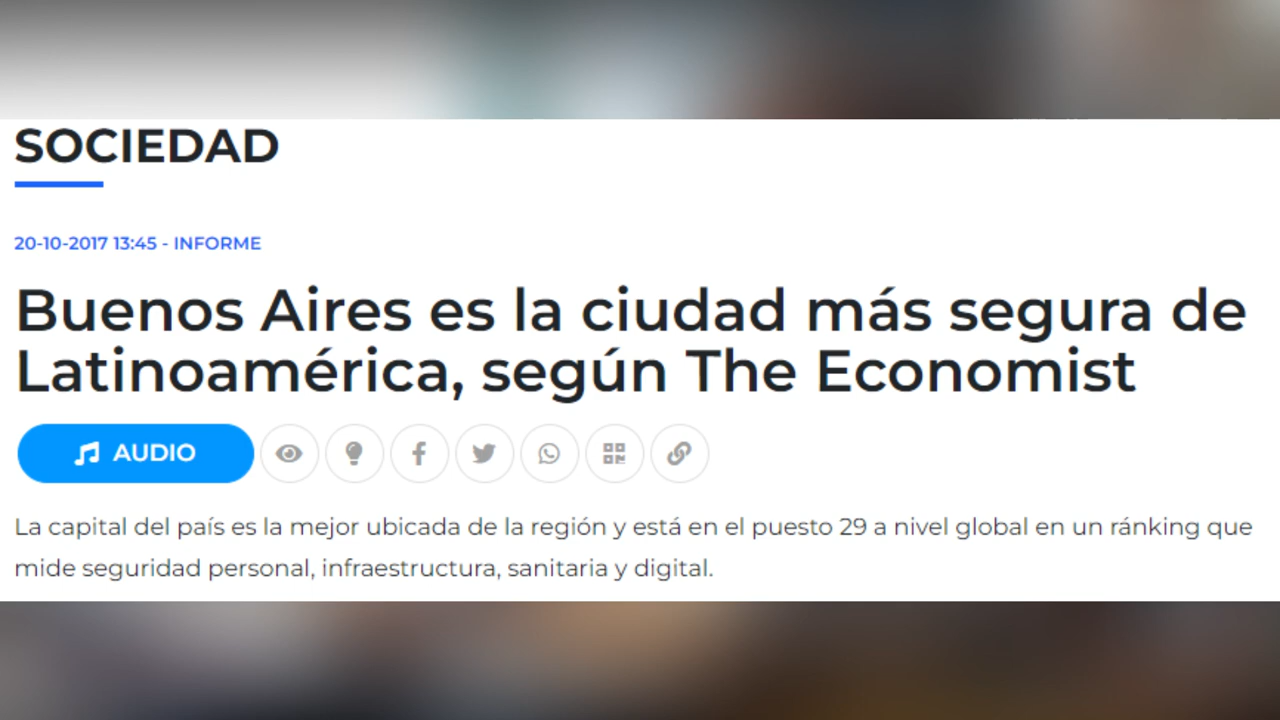 SOCIEDAD
20-10-2017 13:45 - INFORME
Buenos Aires es la ciudad más segura de
Latinoamérica, según The Economist
AUDIO
La capital del país es la mejor ubicada de la región y está en el puesto 29 a nivel global en un ránking que
mide seguridad personal, infraestructura, sanitaria y digital.